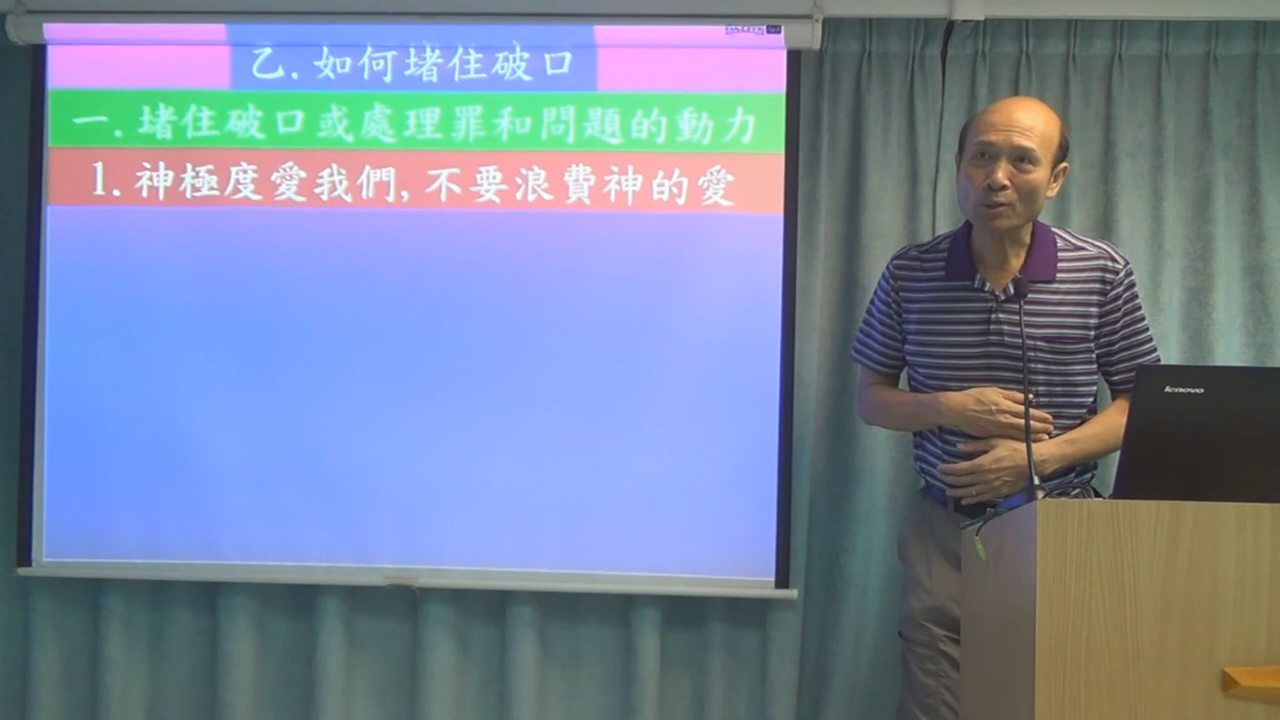 乙.如何堵住破口
一.堵住破口或處理罪和問題的動力
1.神極度愛我們,不要浪費神的愛
lenovo